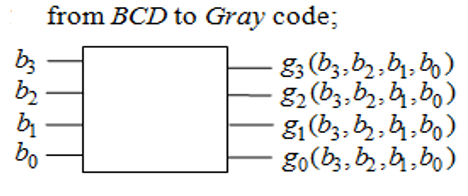 from BCD to Gray code;
b₃ g₃(b₃,b₂,b₁,b₀)
b₂ g₂(b₃,b₂,b₁,b₀)
b₁ g₁(b₃,b₂,b₁,b₀)
b₀ g₀(b₃,b₂,b₁,b₀)